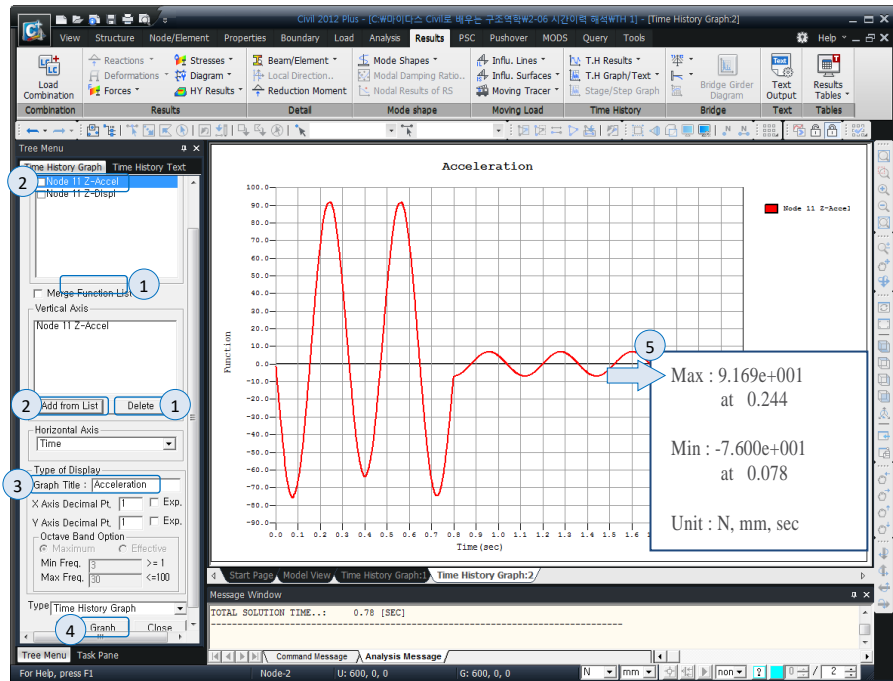 Civil 2012 Plus - [C:₩마이다스 Civil로 배우는 구조역학₩2-06 시간이력 해석₩TH 1] - [Time History Graph:2]
View Structure Node/Element Properties Boundary Load Analysis Results PSC Pushover MODS Query Tools Help
Load Combination
Combination
Reactions
Deformations
Forces
Stresses
Diagram
HY Results
Results
Beam/Element
Local Direction..
Reduction Moment
Detail
Mode Shapes
Modal Damping Ratio..
Nodal Results of RS
Mode shape
Influ. Lines
Influ. Surfaces
Moving Tracer
Moving Load
T.H Results
T.H Graph/Text
Stage/Step Graph
Time History
Bridge Girder Diagram
Bridge
Text
Text Output
Text
Results Tables
Tables
Tree Menu
Time History Graph Time History Text
2
Node 11 Z-Accel
Node 11 Z-Displ
1
Merge Function List
Vertical Axis
Node 11 Z-Accel
2 Add from List Delete 1
Horizontal Axis
Time
Type of Display
3 Graph Title : Acceleration
X Axis Decimal Pt, 1 Exp.
Y Axis Decimal Pt, 1 Exp.
Octave Band Option
Maximum Effective
Min Freq, 3 >= 1
Max Freq, 30 <=100
Type Time History Graph
4 Graph Close
Tree Menu Task Pane
Acceleration
Node 11 Z-Accel
Function
100.0
90.0
80.0
70.0
60.0
50.0
40.0
30.0
20.0
10.0
0.0
-10.0
-20.0
-30.0
-40.0
-50.0
-60.0
-70.0
-80.0
-90.0
0.0 0.1 0.2 0.3 0.4 0.5 0.6 0.7 0.8 0.9 1.0 1.1 1.2 1.3 1.4 1.5 1.6
Time(sec)
5
Max : 9.169e+001
at 0.244
Min : -7.600e+001
at 0.078
Unit : N, mm, sec
Start Page Model View Time History Graph:1 Time History Graph:2
Message Window
TOTAL SOLUTION TIME..: 0.78 [SEC]
Command Message Analysis Message
For Help, press F1 Node-2 U: 600, 0, 0 G: 600, 0, 0 N mm non ? 0 / 2